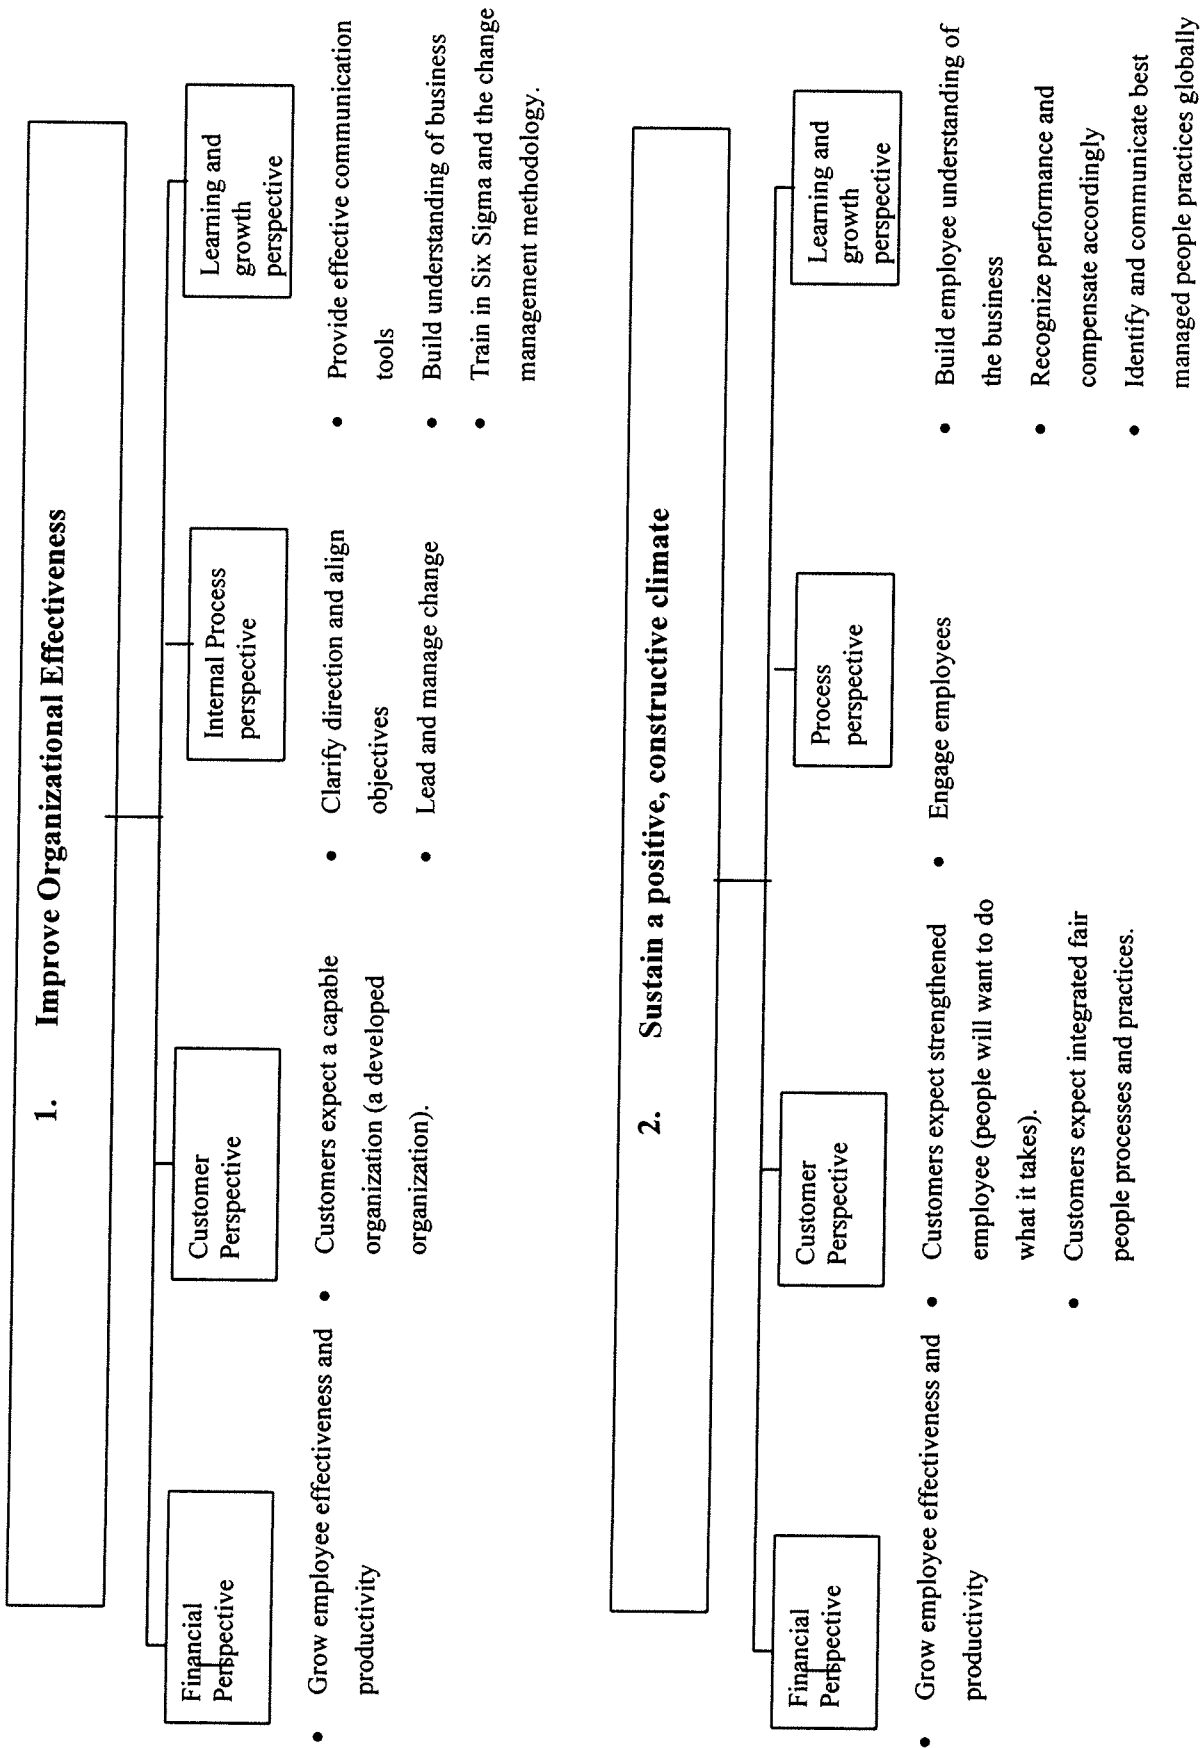 1. Improve Organizational Effectiveness
Financial
Perspective
Customer
Perspective
Internal Process
perspective
Learning and
growth
perspective
• Grow employee effectiveness and
productivity
• Customers expect a capable
organization (a developed
organization).
• Clarify direction and align
objectives
• Lead and manage change
• Provide effective communication
tools
• Build understanding of business
• Train in Six Sigma and the change
management methodology.
2. Sustain a positive, constructive climate
Financial
Perspective
Customer
Perspective
Process
perspective
Learning and
growth
perspective
• Grow employee effectiveness and
productivity
• Customers expect strengthened
employee (people will want to do
what it takes).
• Customers expect integrated fair
people processes and practices.
• Engage employees
• Build employee understanding of
the business
• Recognize performance and
compensate accordingly
• Identify and communicate best
managed people practices globally